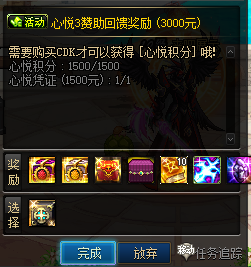 活动 心悦3赞助回馈奖励 (3000元)
需要购买CDK才可以获得 [心悦积分] 哦!
心悦积分 : 1500/1500
心悦凭证 (1500元) : 1/1
奖励
10
选择
完成 放弃
移动 任务追踪